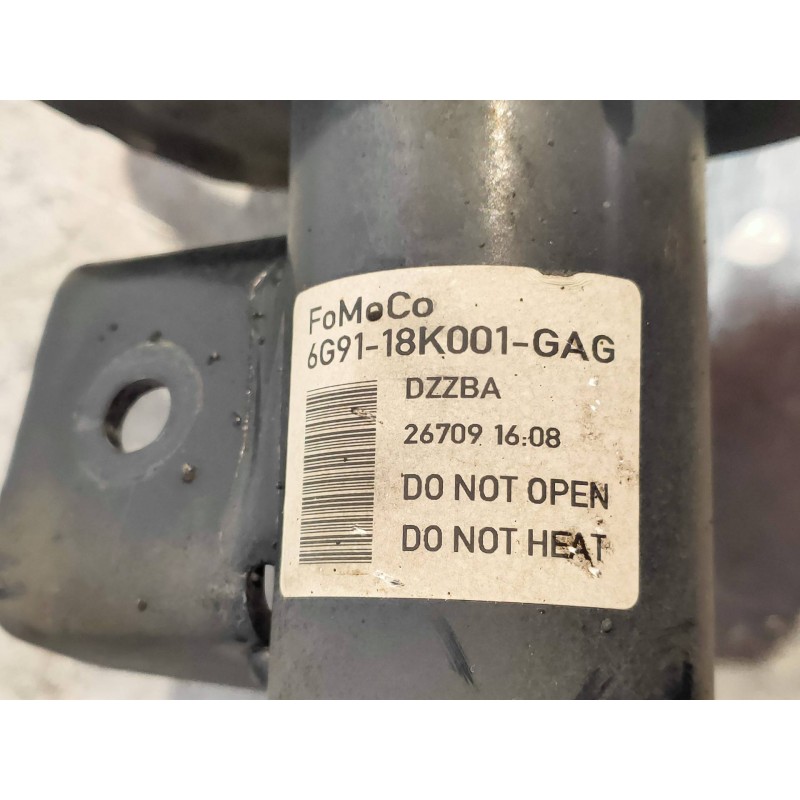 FoMoCo
6G91-18K001-GAG
DZZBA
26709 16:08
DO NOT OPEN
DO NOT HEAT